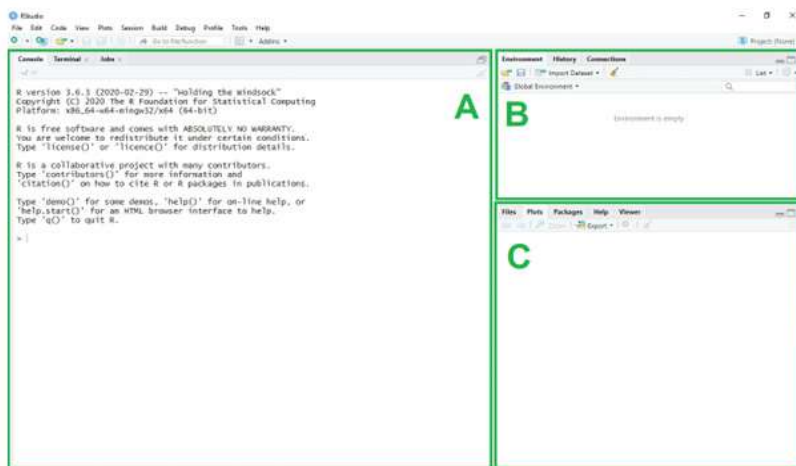 RStudio
File Edit Code View Plots Session Build Debug Profile Tools Help
Go to file/function Addins
Project: (None)
Console Terminal Jobs
R version 3.6.3 (2020-02-29) -- "Holding the Windsock"
Copyright (C) 2020 The R Foundation for Statistical Computing
Platform: x86_64-w64-mingw32/x64 (64-bit)
R is free software and comes with ABSOLUTELY NO WARRANTY.
You are welcome to redistribute it under certain conditions.
Type 'license()' or 'licence()' for distribution details.
R is a collaborative project with many contributors.
Type 'contributors()' for more information and
'citation()' on how to cite R or R packages in publications.
Type 'demo()' for some demos, 'help()' for on-line help, or
'help.start()' for an HTML browser interface to help.
Type 'q()' to quit R.
>
A
Environment History Connections
Import Dataset List
Global Environment
B
Environment is empty
Files Plots Packages Help Viewer
Zoom Export
C